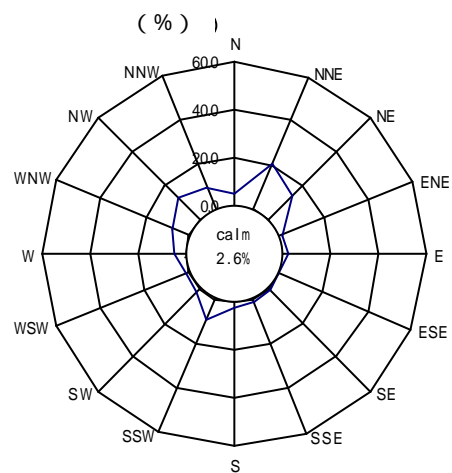 ( % ) )
N
NNW NNE
60.0
NW NE
40.0
WNW ENE
20.0
0.0
calm
W E
2.6%
WSW ESE
SW SE
SSW SSE
S